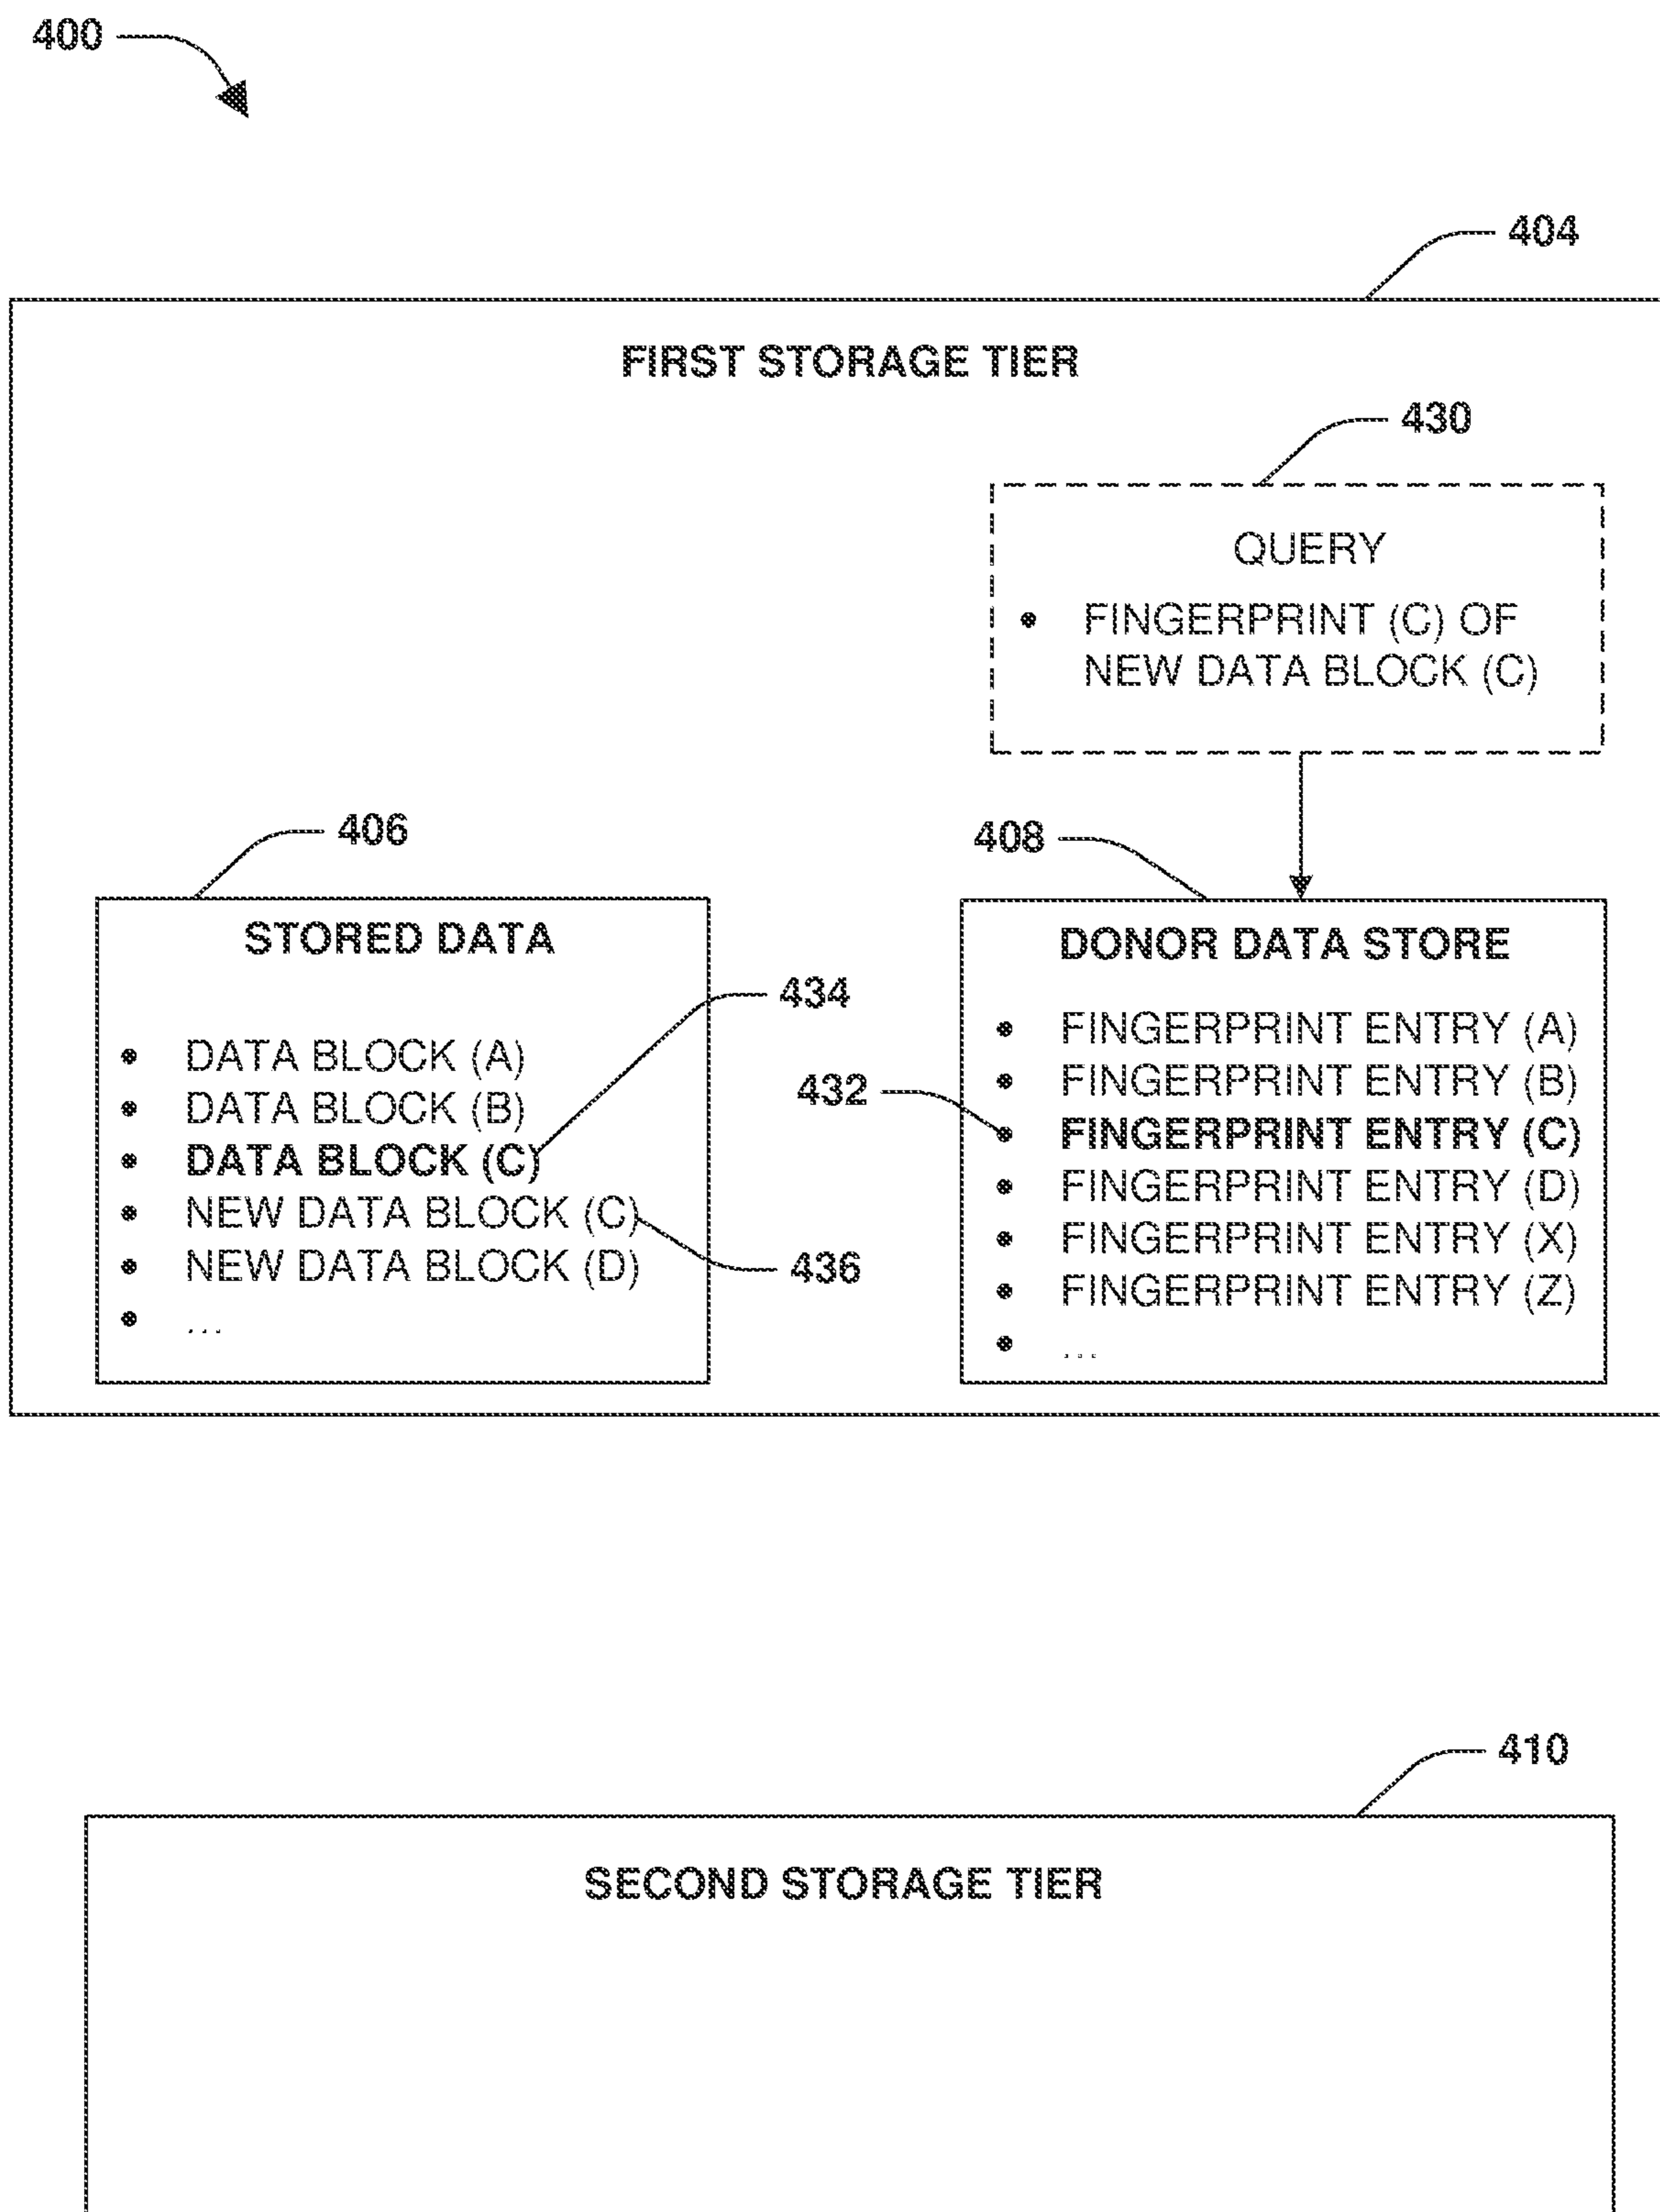 400
404
FIRST STORAGE TIER
430
QUERY
• FINGERPRINT (C) OF
NEW DATA BLOCK (C)
406
408
STORED DATA
• DATA BLOCK (A)
• DATA BLOCK (B)
• DATA BLOCK (C)
• NEW DATA BLOCK (C)
• NEW DATA BLOCK (D)
• ...
434
436
432
DONOR DATA STORE
• FINGERPRINT ENTRY (A)
• FINGERPRINT ENTRY (B)
• FINGERPRINT ENTRY (C)
• FINGERPRINT ENTRY (D)
• FINGERPRINT ENTRY (X)
• FINGERPRINT ENTRY (Z)
• ...
410
SECOND STORAGE TIER